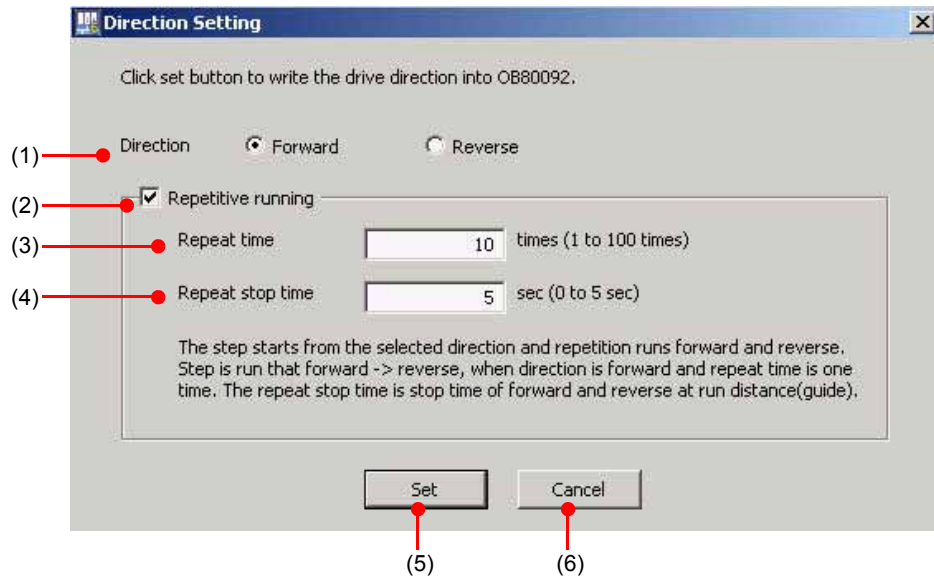 Direction Setting
Click set button to write the drive direction into OB80092.
(1) Direction Forward Reverse
(2) Repetitive running
(3) Repeat time 10 times (1 to 100 times)
(4) Repeat stop time 5 sec (0 to 5 sec)
The step starts from the selected direction and repetition runs forward and reverse.
Step is run that forward -> reverse, when direction is forward and repeat time is one
time. The repeat stop time is stop time of forward and reverse at run distance(guide).
Set Cancel
(5) (6)